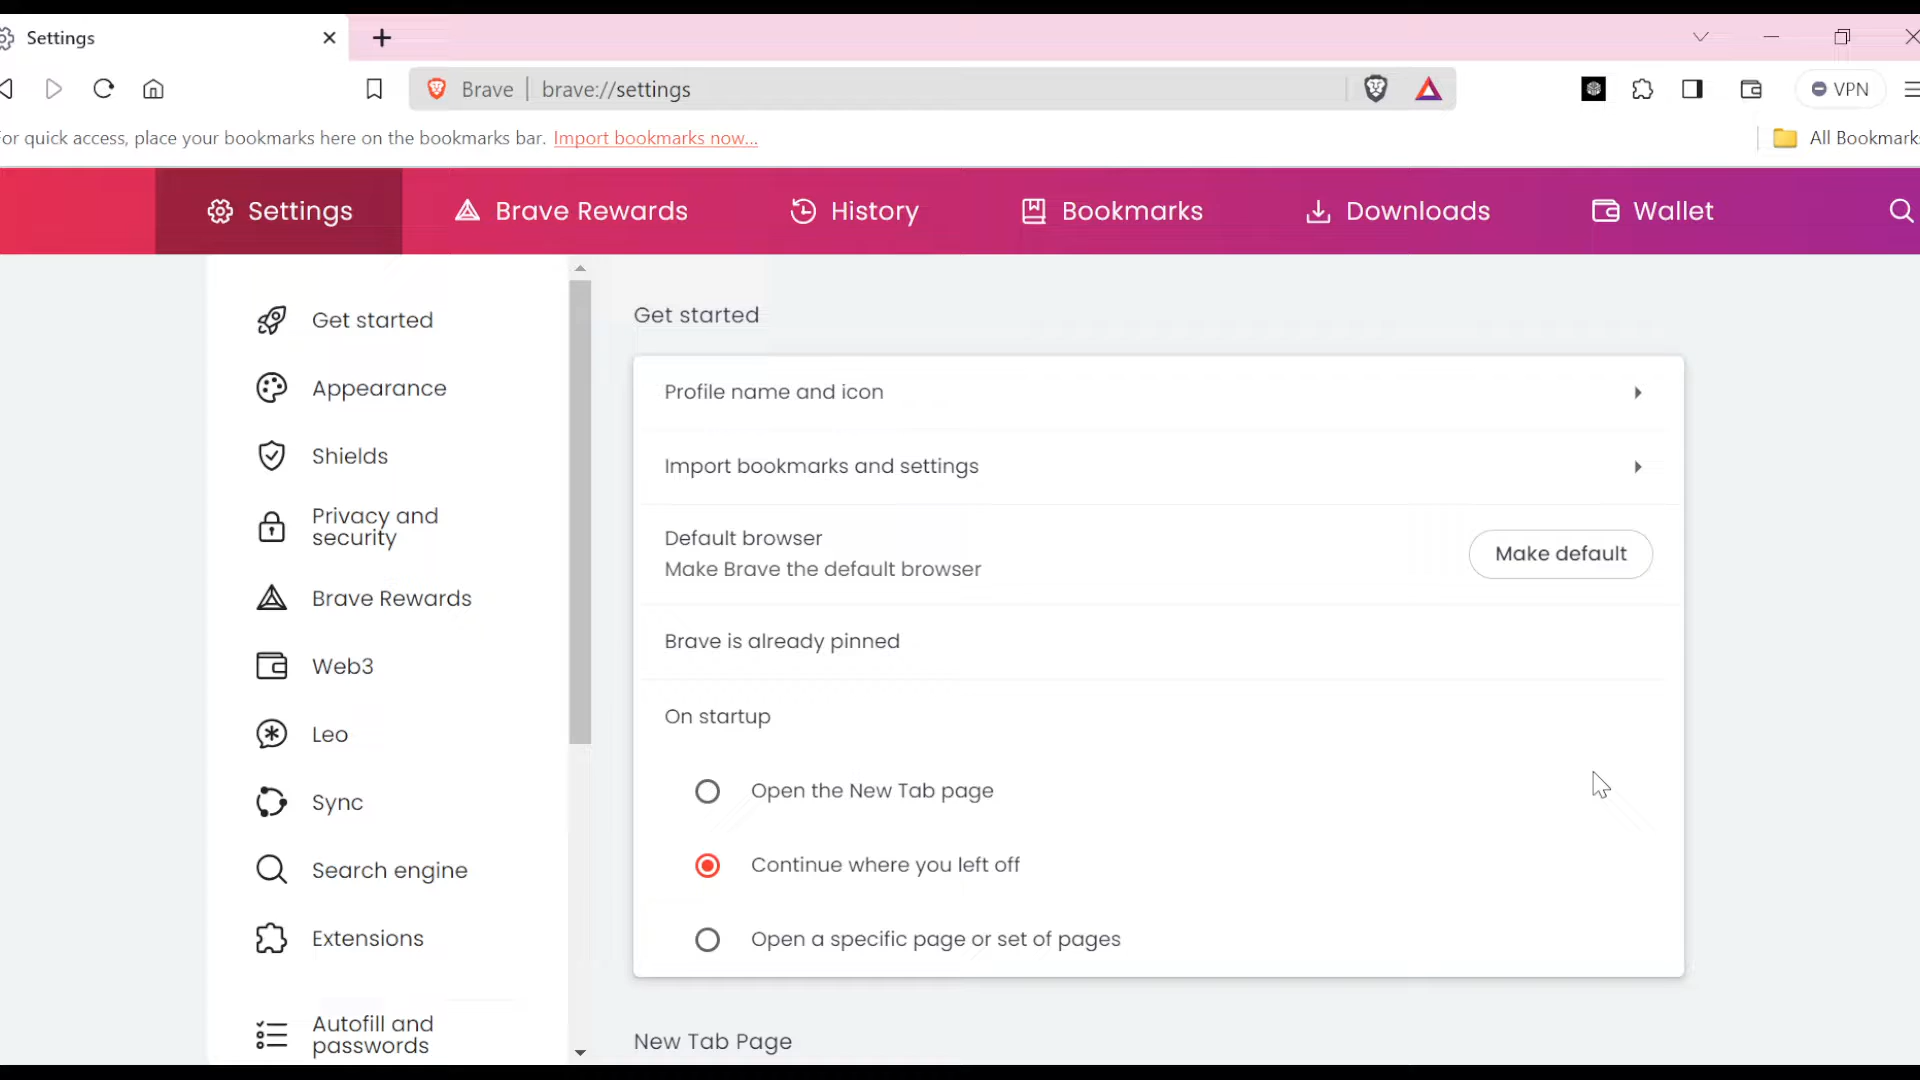 Settings
Brave
brave://settings
VPN
or quick access, place your bookmarks here on the bookmarks bar. Import bookmarks now...
All Bookmarks
Settings
Brave Rewards
History
Bookmarks
Downloads
Wallet
Get started
Appearance
Shields
Privacy and
security
Brave Rewards
Web3
Leo
Sync
Search engine
Extensions
Autofill and
passwords
Get started
Profile name and icon
Import bookmarks and settings
Default browser
Make Brave the default browser
Make default
Brave is already pinned
On startup
Open the New Tab page
Continue where you left off
Open a specific page or set of pages
New Tab Page